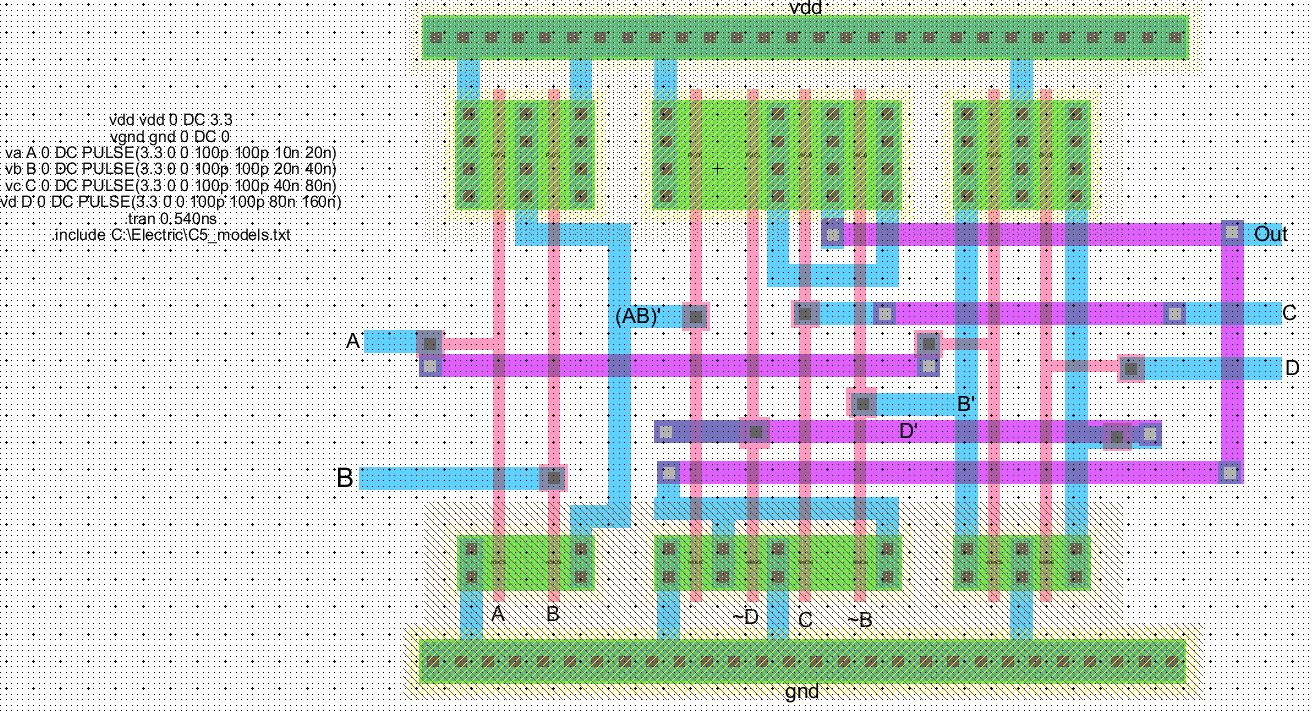 vdd
vdd vdd 0 DC 3.3
vgnd gnd 0 DC 0
va A 0 DC PULSE(3.3 0 0 100p 100p 10n 20n)
vb B 0 DC PULSE(3.3 0 0 100p 100p 20n 40n)
vc C 0 DC PULSE(3.3 0 0 100p 100p 40n 80n)
vd D 0 DC PULSE(3.3 0 0 100p 100p 80n 160n)
.tran 0.540ns
.include C:\Electric\C5_models.txt
Out
(AB)'
C
A
D
B'
D'
B
A B ~D C ~B
gnd